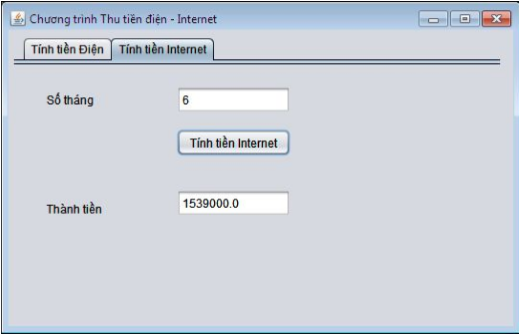 Chương trình Thu tiền điện - Internet
Tính tiền Điện Tính tiền Internet
Số tháng 6
Tính tiền Internet
Thành tiền 1539000.0